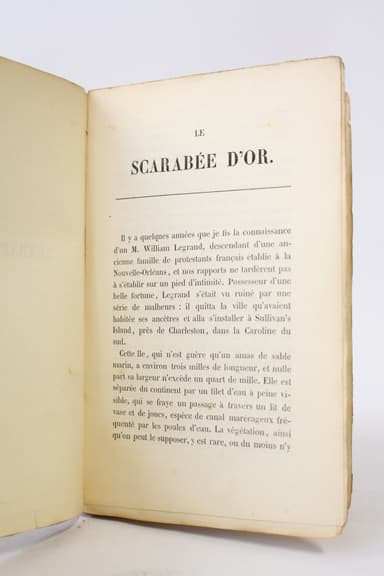 LE
SCARABÉE D'OR.
Il y a quelques années que je fis la connaissance
d'un M. William Legrand, descendant d'une an-
cienne famille de protestants français établie à la
Nouvelle-Orléans, et nos rapports ne tardèrent pas
à s'établir sur un pied d'intimité. Possesseur d'une
belle fortune, Legrand s'était vu ruiné par une
série de malheurs : il quitta la ville qu'avaient
habitée ses ancêtres et alla s'installer à Sullivan's
Island, près de Charleston, dans la Caroline du
sud.
Cette île, qui n'est guère qu'un amas de sable
marin, a environ trois milles de longueur, et nulle
part sa largeur n'excède un quart de mille. Elle est
séparée du continent par un filet d'eau à peine vi-
sible, qui se fraye un passage à travers un lit de
vase et de joncs, espèce de canal marécageux fré-
quenté par les poules d'eau. La végétation, ainsi
qu'on peut le supposer, y est rare, ou du moins n'y